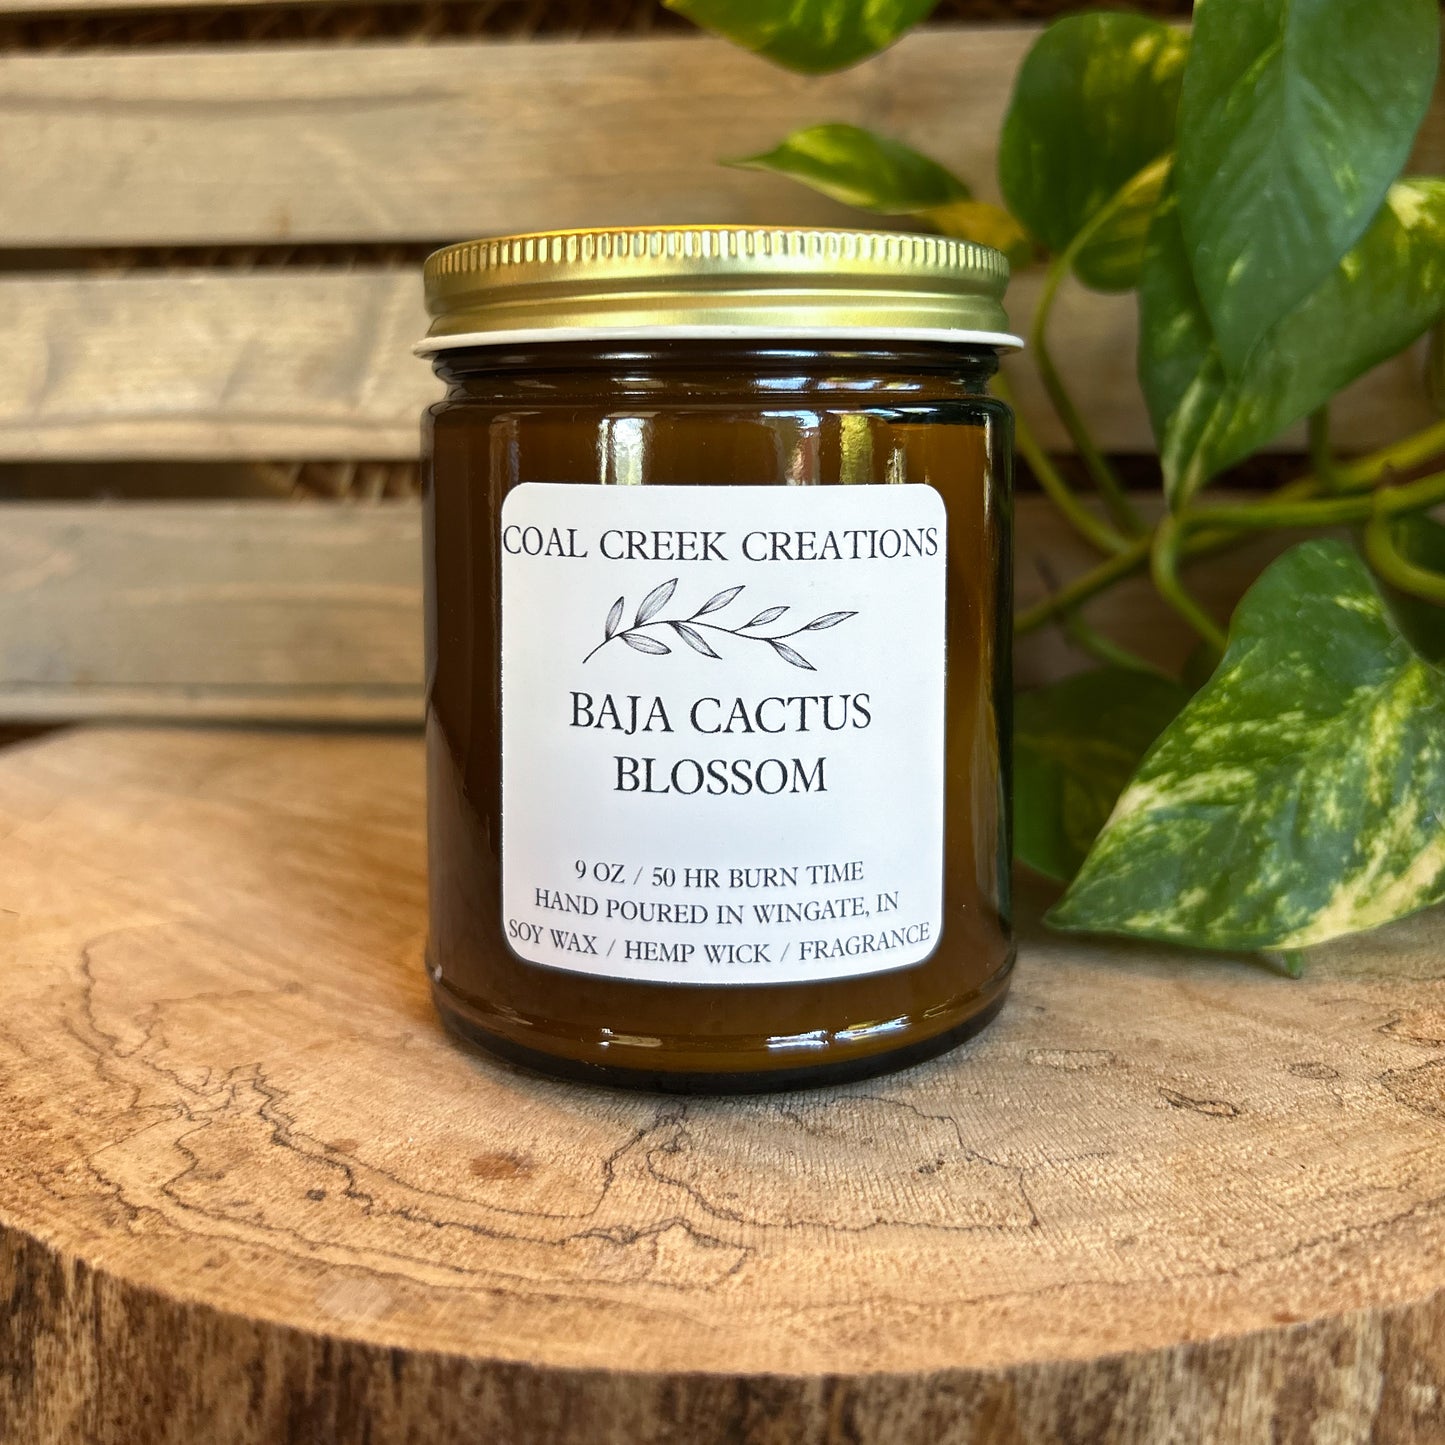 COAL CREEK CREATIONS
BAJA CACTUS
BLOSSOM
9 OZ / 50 HR BURN TIME
HAND POURED IN WINGATE, IN
SOY WAX / HEMP WICK / FRAGRANCE